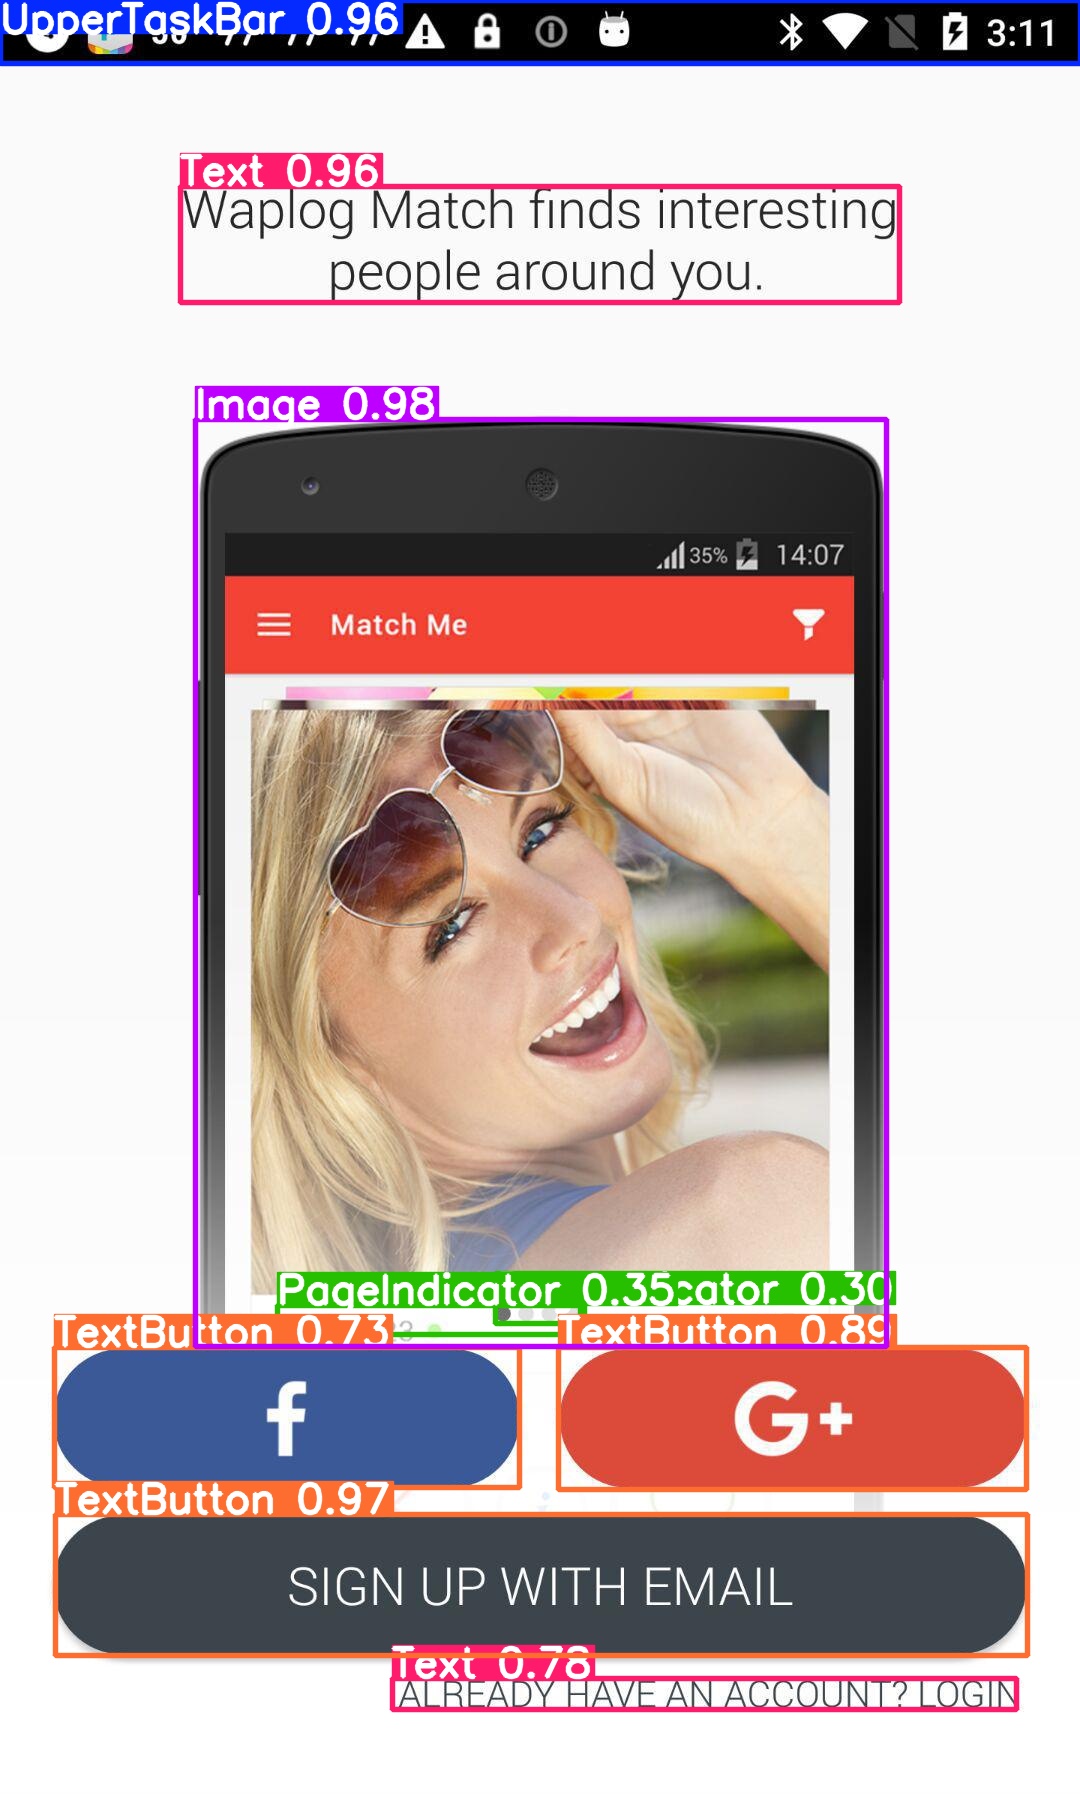 UpperTaskBar 0.96
3:11
Text 0.96
Waplog Match finds interesting
people around you.
Image 0.98
35% 14:07
Match Me
PageIndicator 0.35 cator 0.30
TextButton 0.73 TextButton 0.89
f G+
TextButton 0.97
SIGN UP WITH EMAIL
Text 0.78
ALREADY HAVE AN ACCOUNT? LOGIN